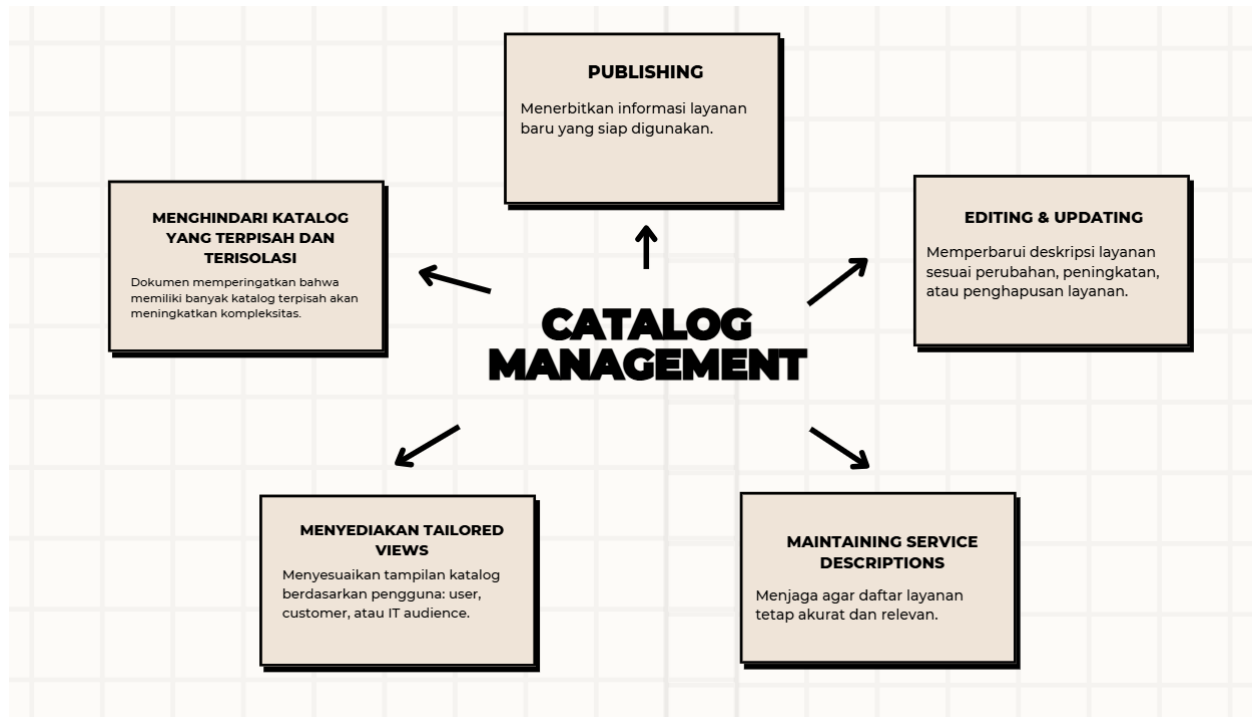 PUBLISHING
Menerbitkan informasi layanan
baru yang siap digunakan.
MENGHINDARI KATALOG
YANG TERPISAH DAN
TERISOLASI
Dokumen memperingatkan bahwa
memiliki banyak katalog terpisah akan
meningkatkan kompleksitas.
EDITING & UPDATING
Memperbarui deskripsi layanan
sesuai perubahan, peningkatan,
atau penghapusan layanan.
CATALOG
MANAGEMENT
MENYEDIAKAN TAILORED
VIEWS
Menyesuaikan tampilan katalog
berdasarkan pengguna: user,
customer, atau IT audience.
MAINTAINING SERVICE
DESCRIPTIONS
Menjaga agar daftar layanan
tetap akurat dan relevan.